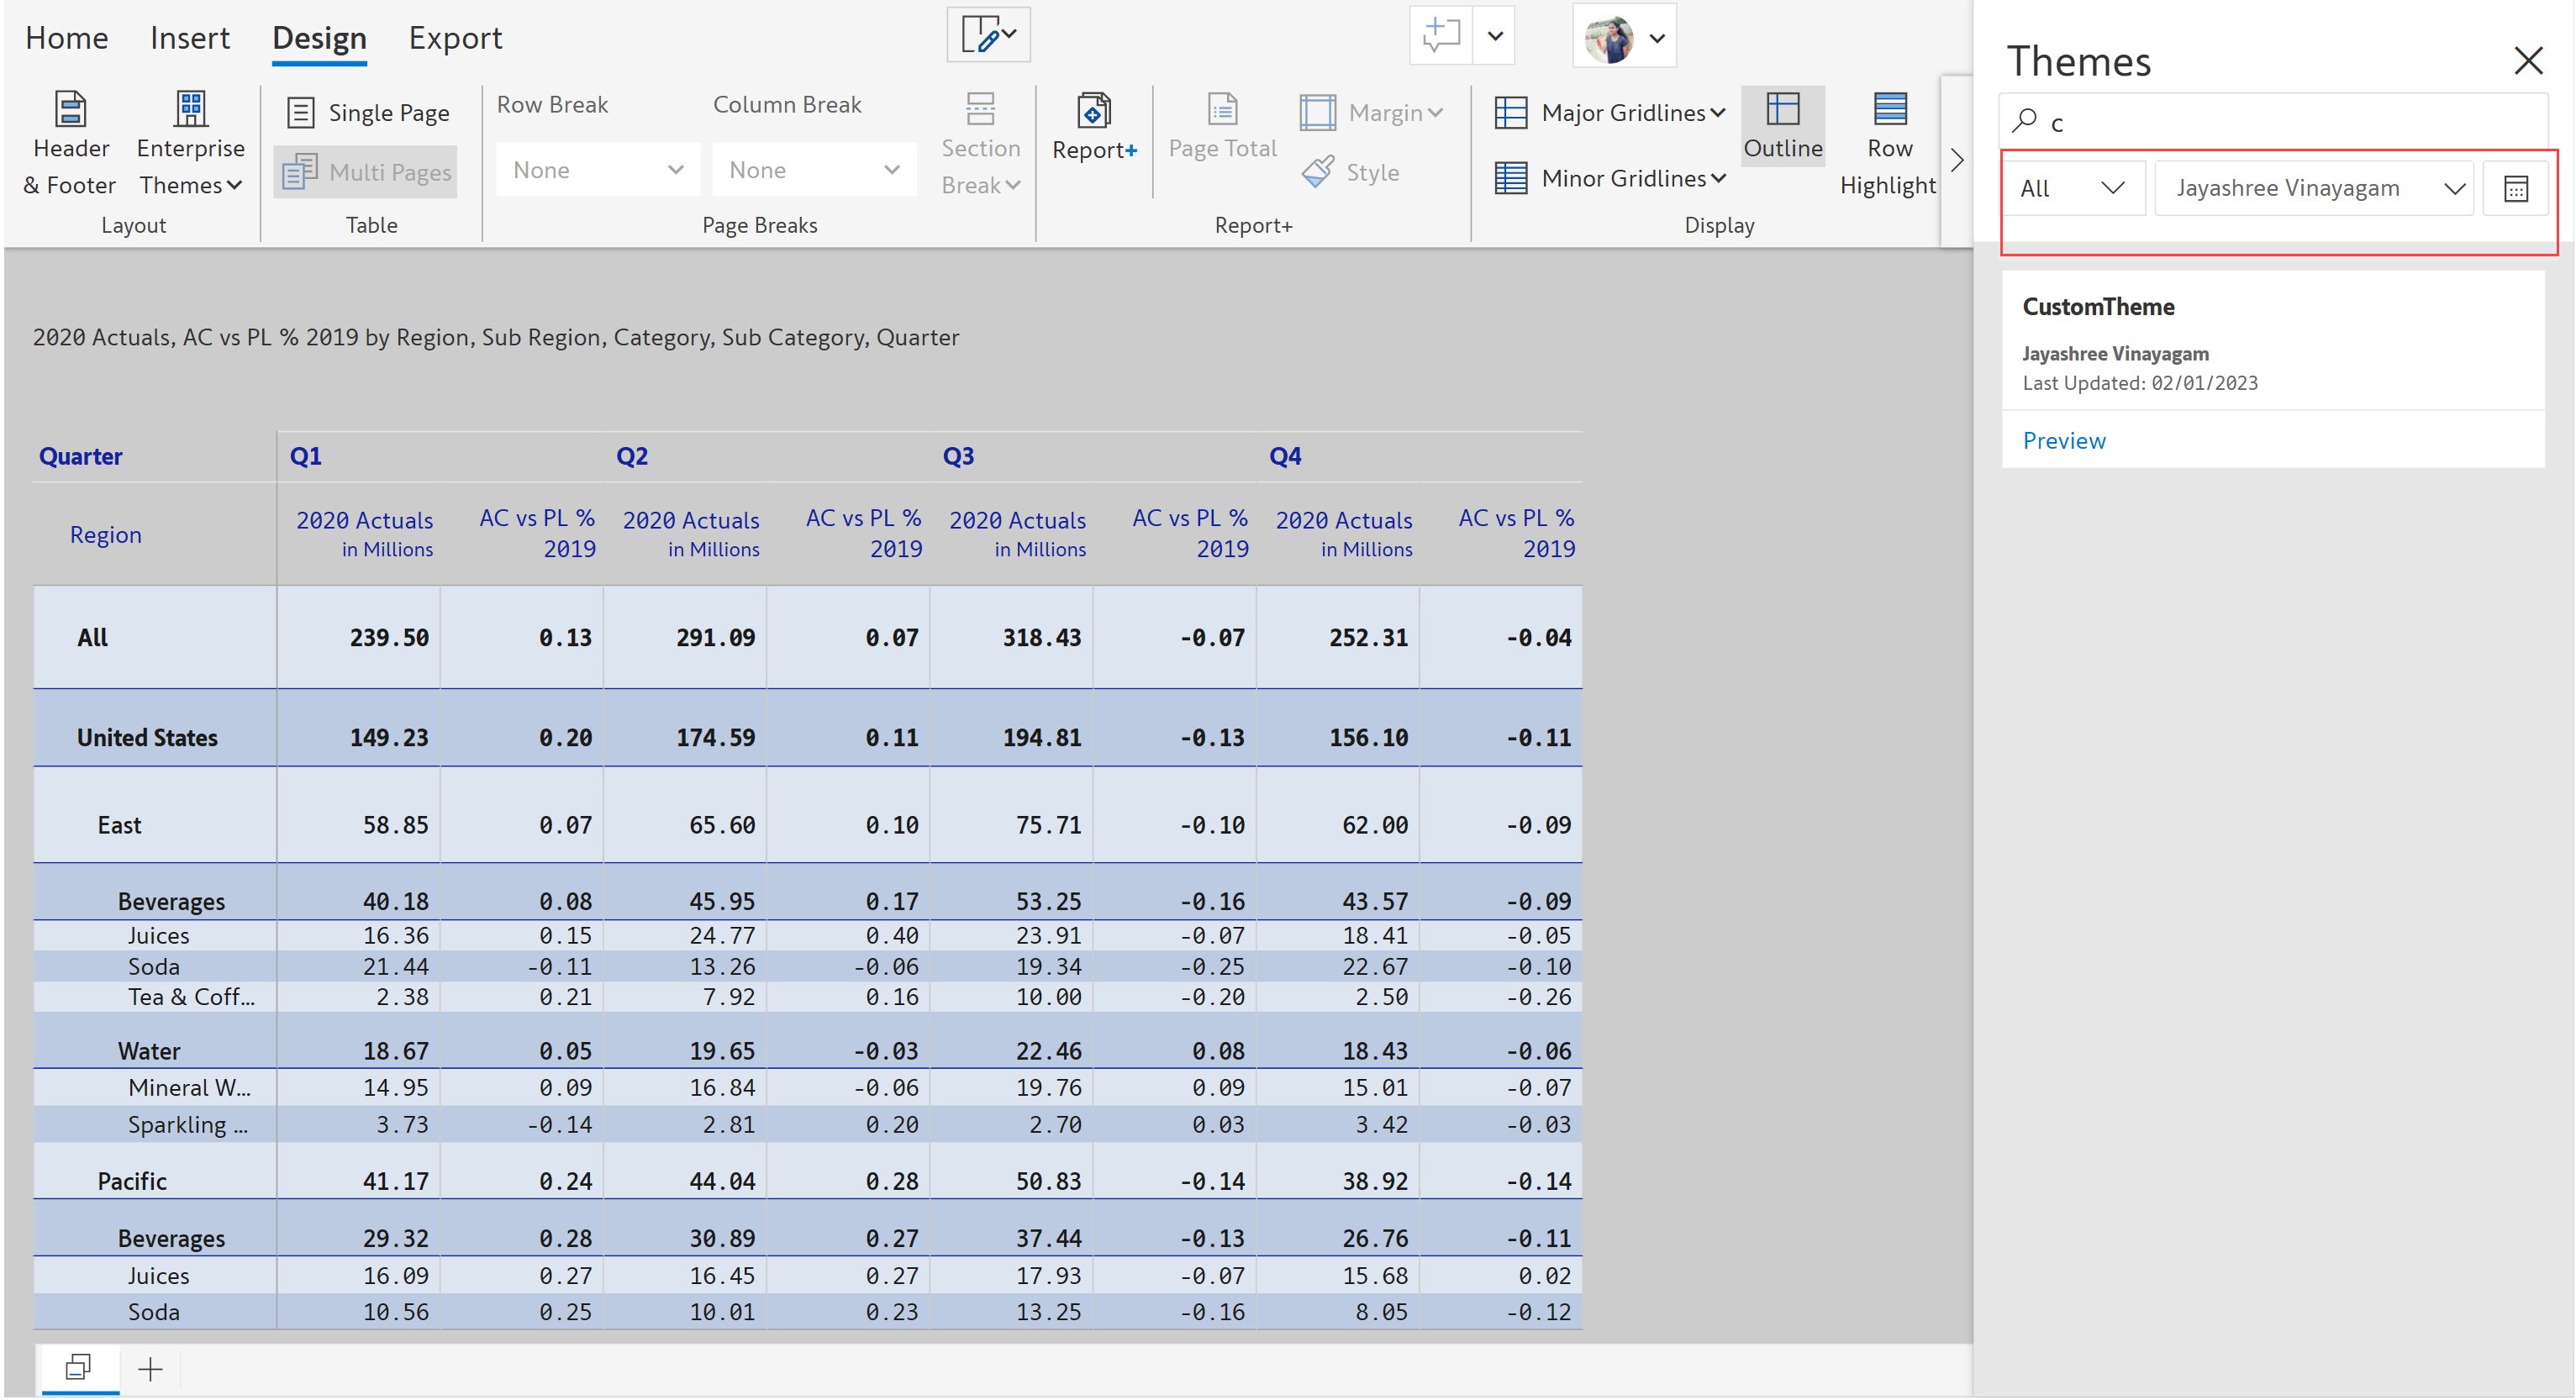 Home Insert Design Export
Header & Footer
Enterprise Themes
Layout
Single Page
Multi Pages
Table
Row Break
None
Column Break
None
Section Break
Page Breaks
Report+
Page Total
Margin
Style
Report+
Major Gridlines
Minor Gridlines
Outline
Row Highlight
Display
Themes
c
All
Jayashree Vinayagam
CustomTheme
Jayashree Vinayagam
Last Updated: 02/01/2023
Preview
2020 Actuals, AC vs PL % 2019 by Region, Sub Region, Category, Sub Category, Quarter
Quarter Q1 Q2 Q3 Q4
Region 2020 Actuals in Millions AC vs PL % 2019 2020 Actuals in Millions AC vs PL % 2019 2020 Actuals in Millions AC vs PL % 2019 2020 Actuals in Millions AC vs PL % 2019
All 239.50 0.13 291.09 0.07 318.43 -0.07 252.31 -0.04
United States 149.23 0.20 174.59 0.11 194.81 -0.13 156.10 -0.11
East 58.85 0.07 65.60 0.10 75.71 -0.10 62.00 -0.09
Beverages 40.18 0.08 45.95 0.17 53.25 -0.16 43.57 -0.09
Juices 16.36 0.15 24.77 0.40 23.91 -0.07 18.41 -0.05
Soda 21.44 -0.11 13.26 -0.06 19.34 -0.25 22.67 -0.10
Tea & Coff... 2.38 0.21 7.92 0.16 10.00 -0.20 2.50 -0.26
Water 18.67 0.05 19.65 -0.03 22.46 0.08 18.43 -0.06
Mineral W... 14.95 0.09 16.84 -0.06 19.76 0.09 15.01 -0.07
Sparkling ... 3.73 -0.14 2.81 0.20 2.70 0.03 3.42 -0.03
Pacific 41.17 0.24 44.04 0.28 50.83 -0.14 38.92 -0.14
Beverages 29.32 0.28 30.89 0.27 37.44 -0.13 26.76 -0.11
Juices 16.09 0.27 16.45 0.27 17.93 -0.07 15.68 0.02
Soda 10.56 0.25 10.01 0.23 13.25 -0.16 8.05 -0.12